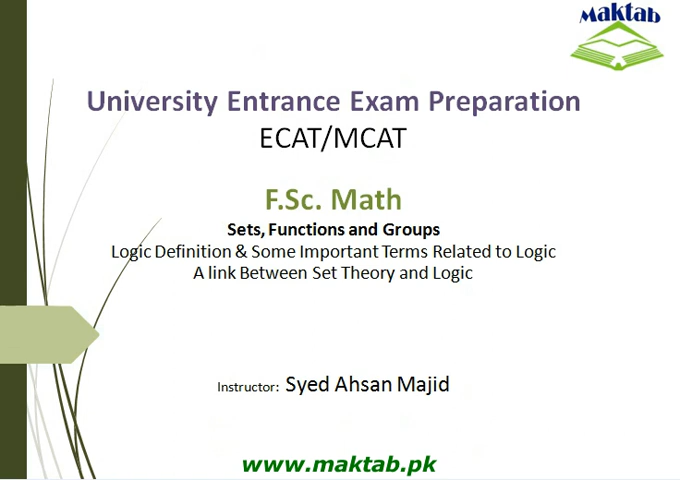 Maktab
University Entrance Exam Preparation
ECAT/MCAT
F.Sc. Math
Sets, Functions and Groups
Logic Definition & Some Important Terms Related to Logic
A link Between Set Theory and Logic
Instructor: Syed Ahsan Majid
www.maktab.pk